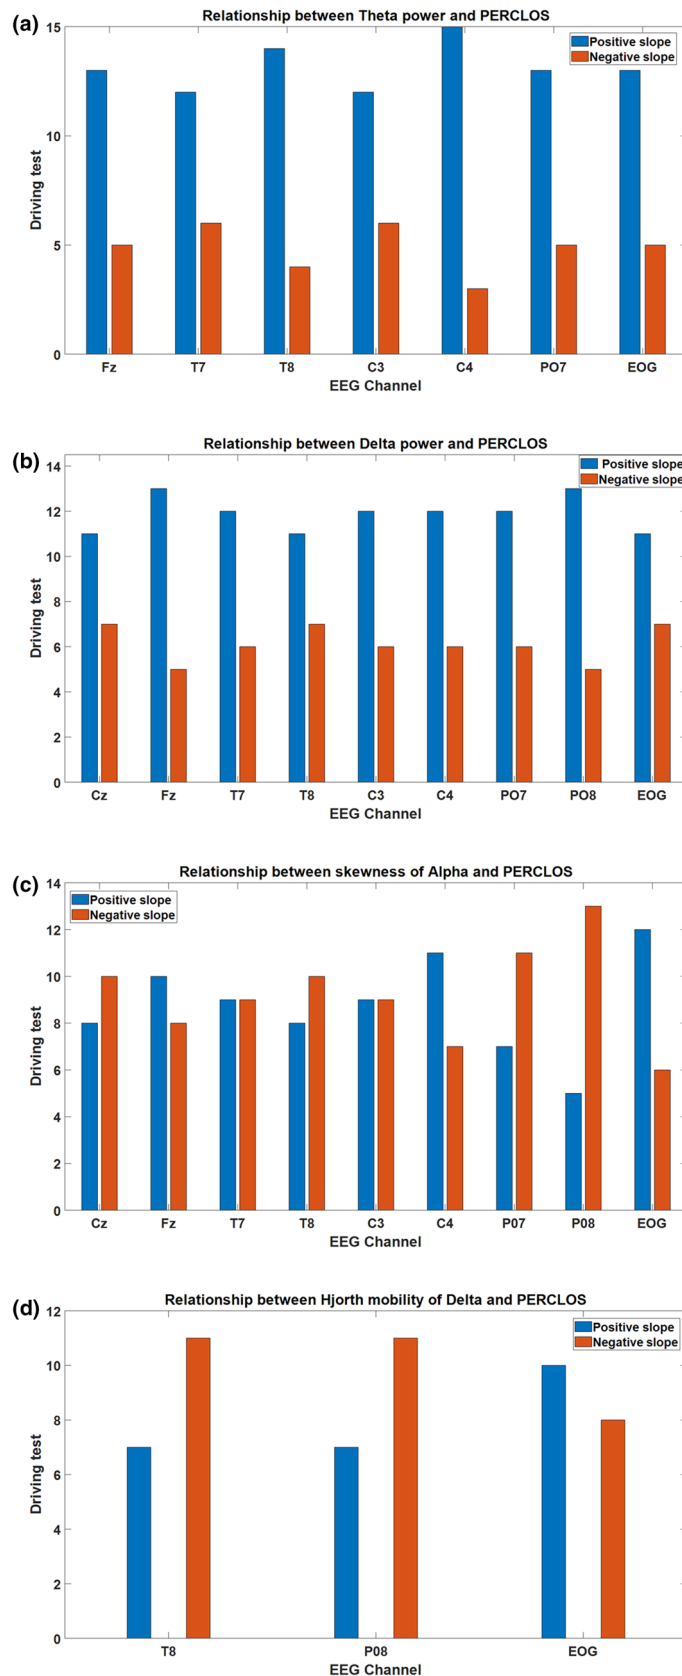 (a)
Relationship between Theta power and PERCLOS
15
Positive slope
Negative slope
10
5
0
Driving test
Fz T7 T8 C3 C4 PO7 EOG
EEG Channel
(b)
Relationship between Delta power and PERCLOS
14
Positive slope
Negative slope
12
10
8
6
4
2
0
Driving test
Cz Fz T7 T8 C3 C4 PO7 PO8 EOG
EEG Channel
(c)
Relationship between skewness of Alpha and PERCLOS
14
Positive slope
Negative slope
12
10
8
6
4
2
0
Driving test
Cz Fz T7 T8 C3 C4 P07 P08 EOG
EEG Channel
(d)
Relationship between Hjorth mobility of Delta and PERCLOS
12
Positive slope
Negative slope
10
8
6
4
2
0
Driving test
T8 P08 EOG
EEG Channel